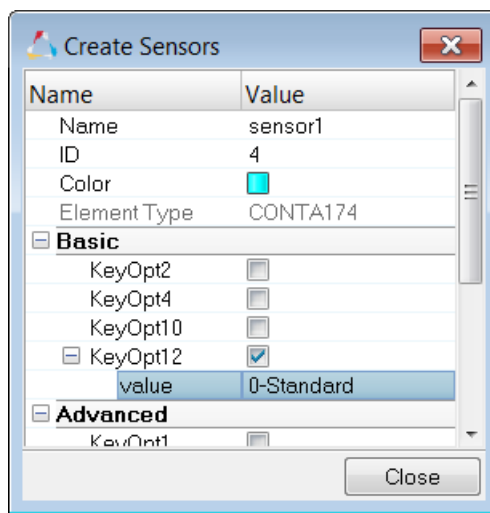 Create Sensors
Name Value
Name sensor1
ID 4
Color
Element Type CONTA174
Basic
KeyOpt2
KeyOpt4
KeyOpt10
KeyOpt12
value 0-Standard
Advanced
KeyOpt1
Close